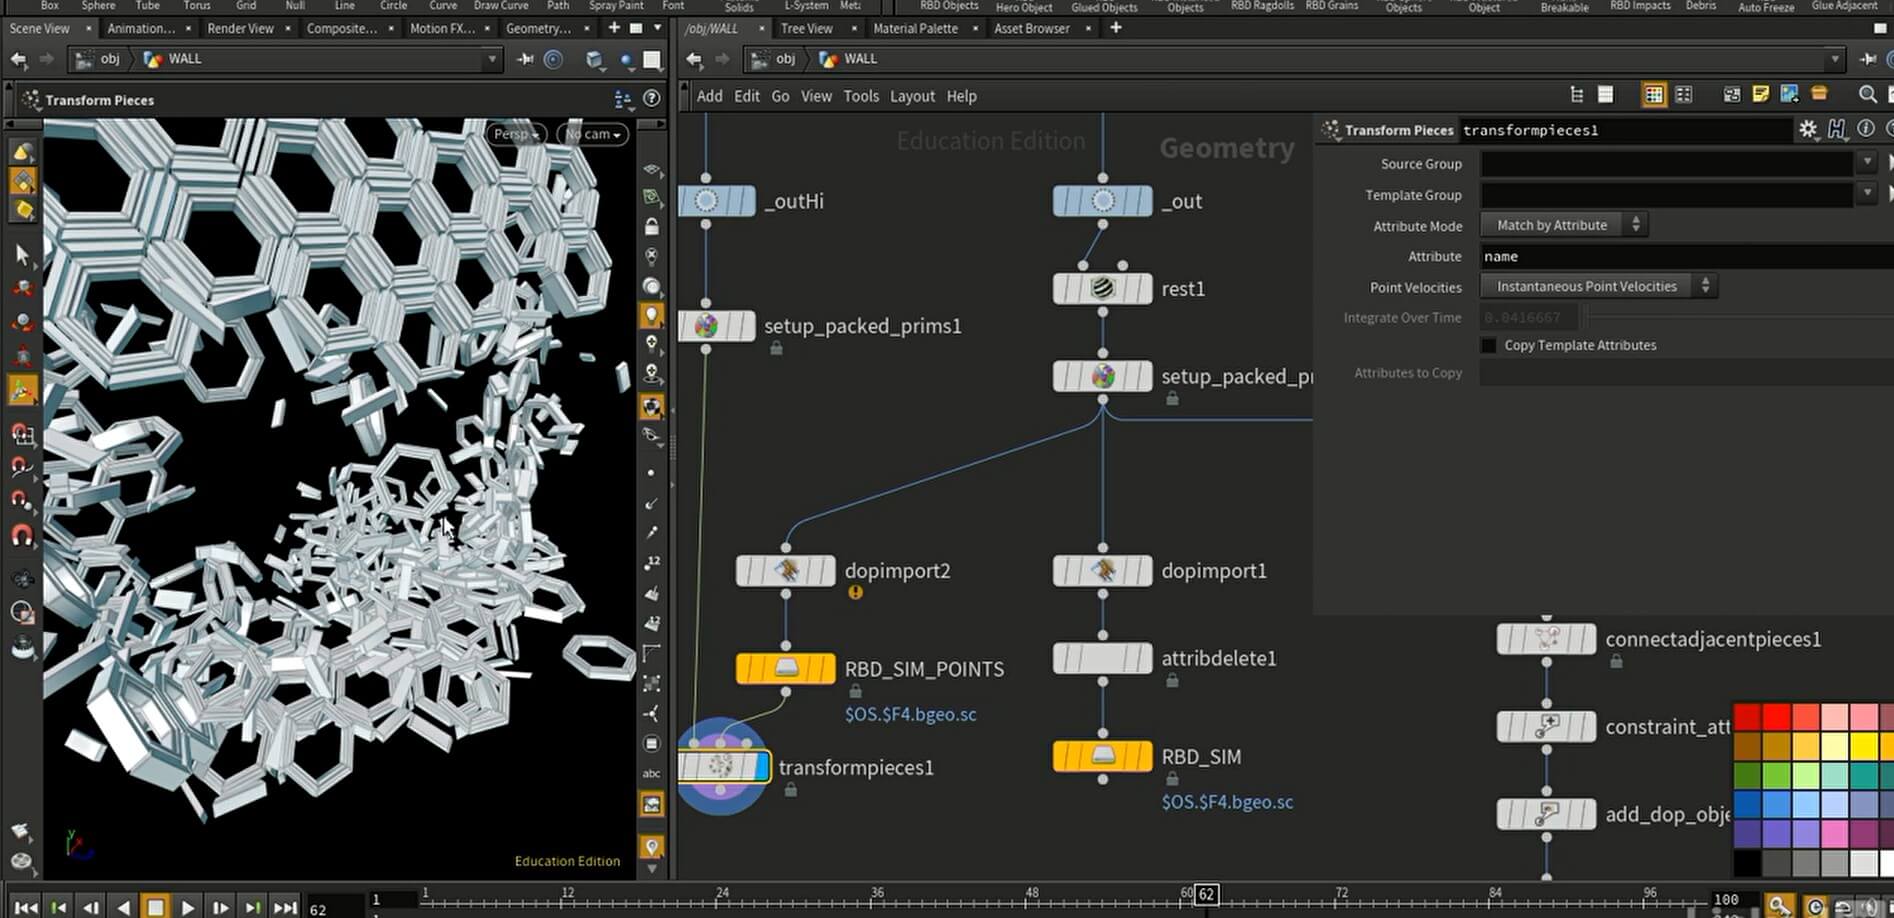 Box Sphere Tube Torus Grid Null Line Circle Curve Draw Curve Path Spray Paint Font Solids L-System
RBD Objects Hero Object Glued Objects Objects RBD Ragdolls RBD Grains Objects Object Breakable RBD Impacts Debris Auto Freeze Glue Adjacent
Scene View Animation... Render View Composite... Motion FX... Geometry...
/obj/WALL Tree View Material Palette Asset Browser
obj WALL
obj WALL
Transform Pieces
Add Edit Go View Tools Layout Help
Persp No cam
Education Edition
Geometry
Transform Pieces transformpieces1
Source Group
Template Group
Attribute Mode Match by Attribute
Attribute name
Point Velocities Instantaneous Point Velocities
Integrate Over Time 0.0416667
Copy Template Attributes
Attributes to Copy
_outHi
_out
rest1
setup_packed_prims1
setup_packed_pr
dopimport2
dopimport1
RBD_SIM_POINTS
$OS.$F4.bgeo.sc
attribdelete1
transformpieces1
RBD_SIM
$OS.$F4.bgeo.sc
connectadjacentpieces1
constraint_att
add_dop_obje
12
12
abc
y
Education Edition
62
1
1 12 24 36 48 60 62 72 84 96
100